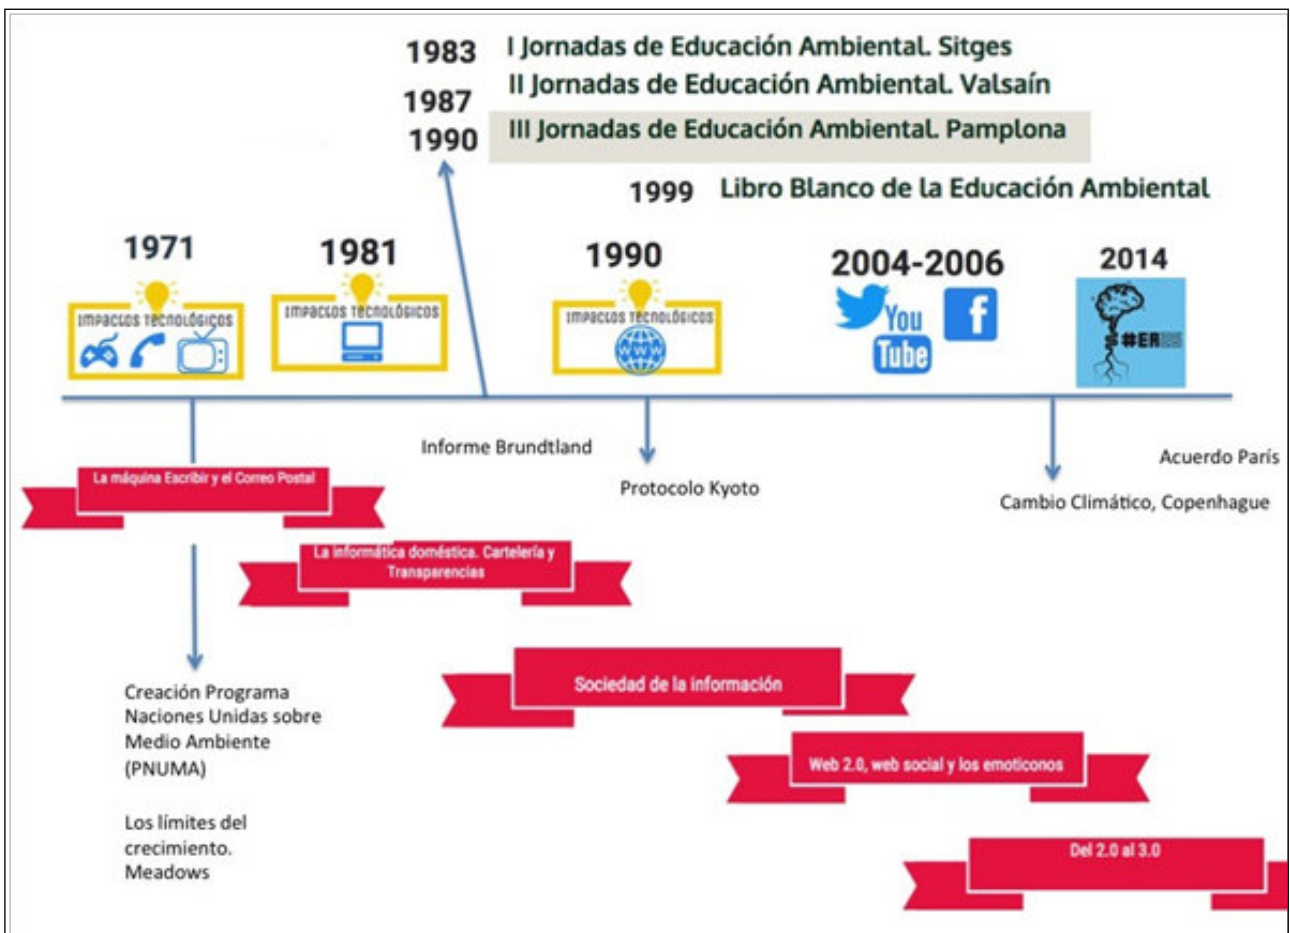 1983 I Jornadas de Educación Ambiental. Sitges
1987 II Jornadas de Educación Ambiental. Valsaín
1990 III Jornadas de Educación Ambiental. Pamplona
1999 Libro Blanco de la Educación Ambiental
1971
1981
1990
2004-2006
2014
Impactos Tecnológicos
Impactos Tecnológicos
Impactos Tecnológicos
WWW
You
Tube
f
Informe Brundtland
Protocolo Kyoto
Acuerdo París
Cambio Climático, Copenhague
La máquina Escribir y el Correo Postal
La informática doméstica. Cartelería y
Transparencias
Sociedad de la información
Web 2.0, web social y los emoticonos
Del 2.0 al 3.0
Creación Programa
Naciones Unidas sobre
Medio Ambiente
(PNUMA)
Los límites del
crecimiento.
Meadows